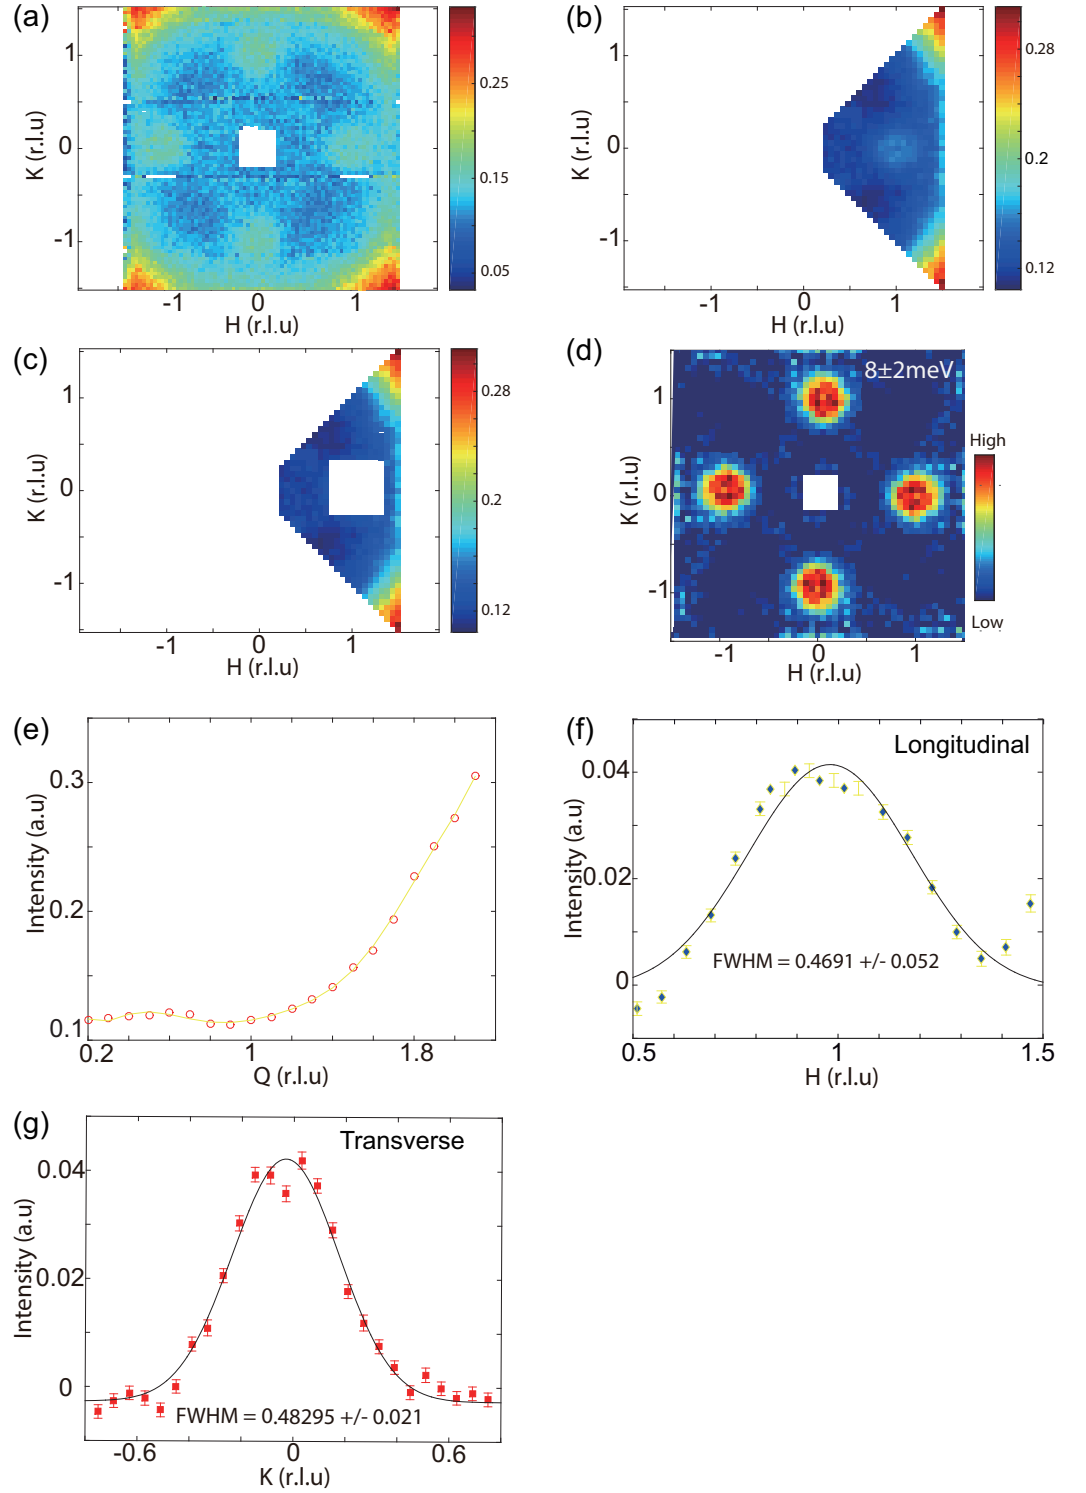 (a)
K (r.l.u)
1
0
-1
-1
0
1
H (r.l.u)
0.25
0.15
0.05
(b)
K (r.l.u)
1
0
-1
-1
0
1
H (r.l.u)
0.28
0.2
0.12
(c)
K (r.l.u)
1
0
-1
-1
0
1
H (r.l.u)
0.28
0.2
0.12
(d)
8±2meV
K (r.l.u)
1
0
-1
-1
0
1
H (r.l.u)
High
Low
(e)
Intensity (a.u)
0.3
0.2
0.1
0.2
1
1.8
Q (r.l.u)
(f)
Longitudinal
Intensity (a.u)
0.04
0.02
0
FWHM = 0.4691 +/- 0.052
0.5
1
1.5
H (r.l.u)
(g)
Transverse
Intensity (a.u)
0.04
0.02
0
FWHM = 0.48295 +/- 0.021
-0.6
0
0.6
K (r.l.u)